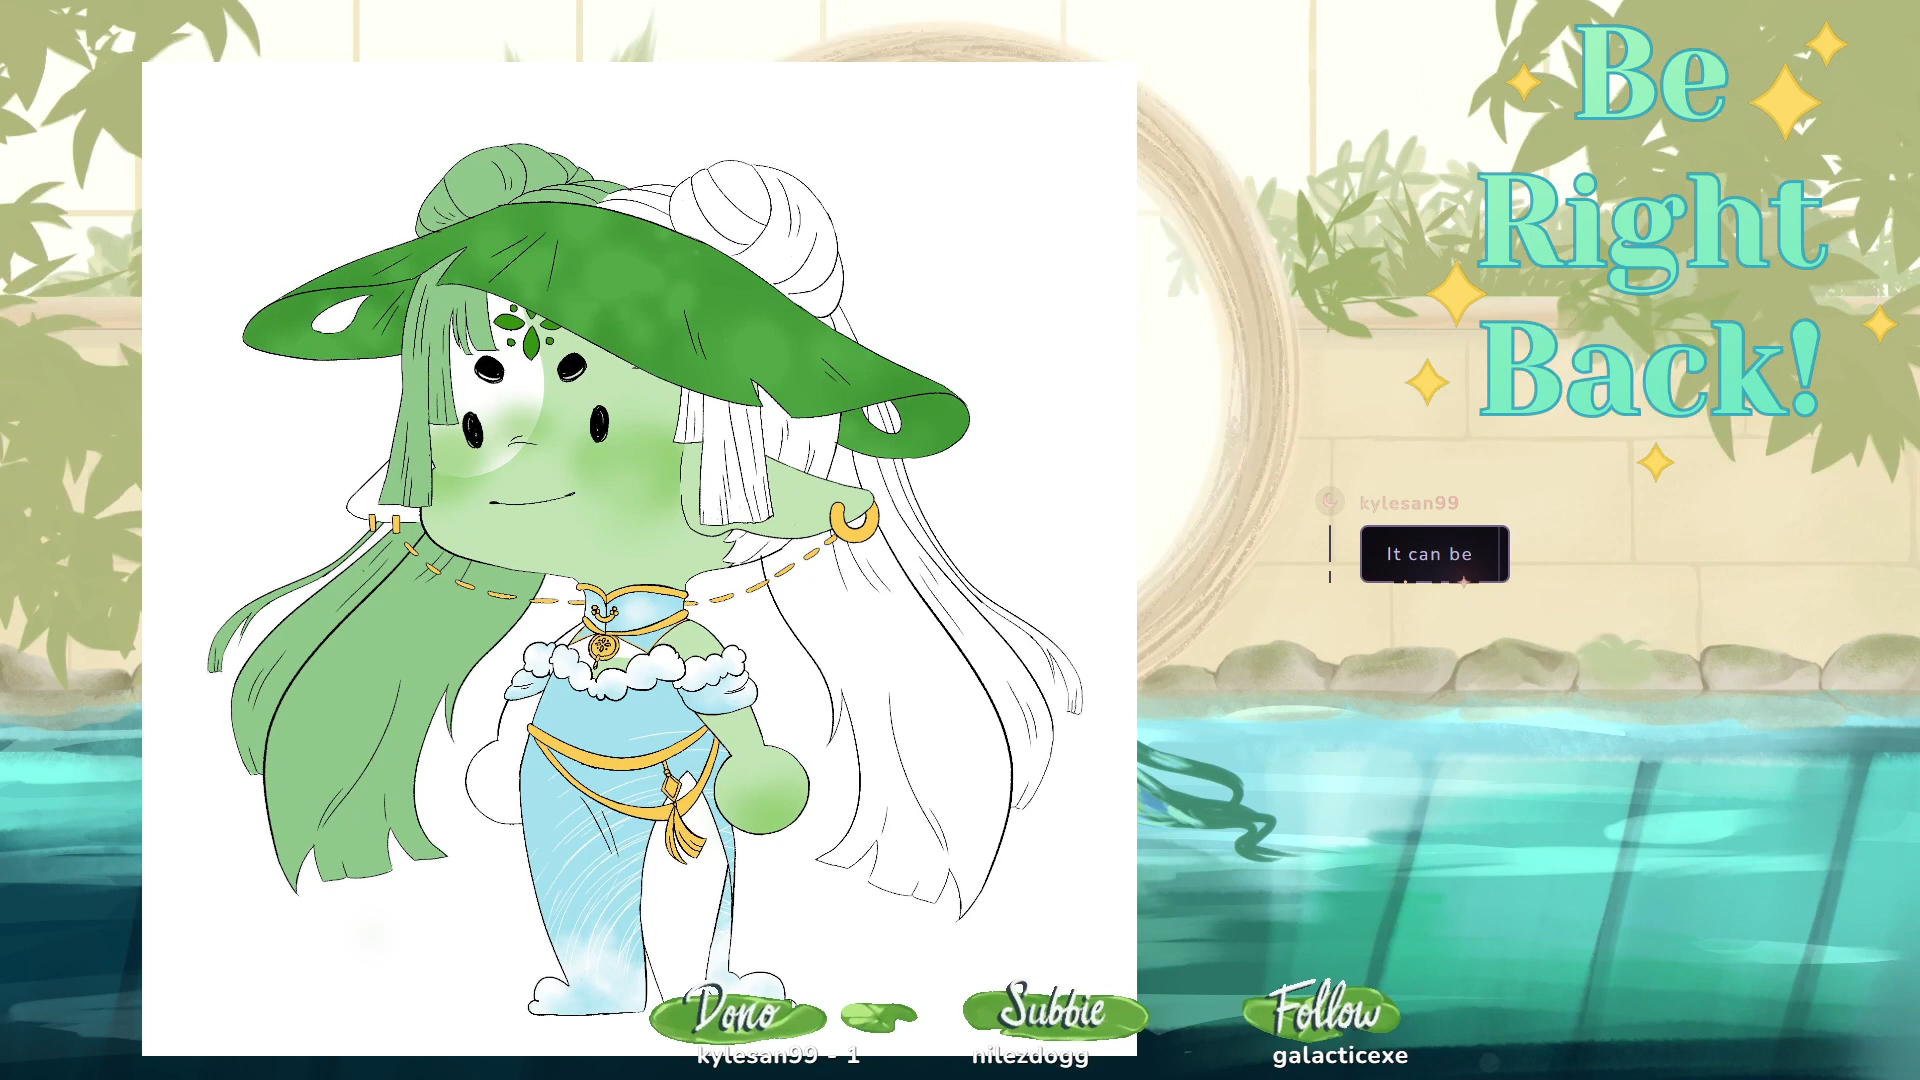 Be
Right
Back!
kylesan99
It can be
Dono
Subbie
Follow
kylesan99 - 1
nilezdogg
galacticexe